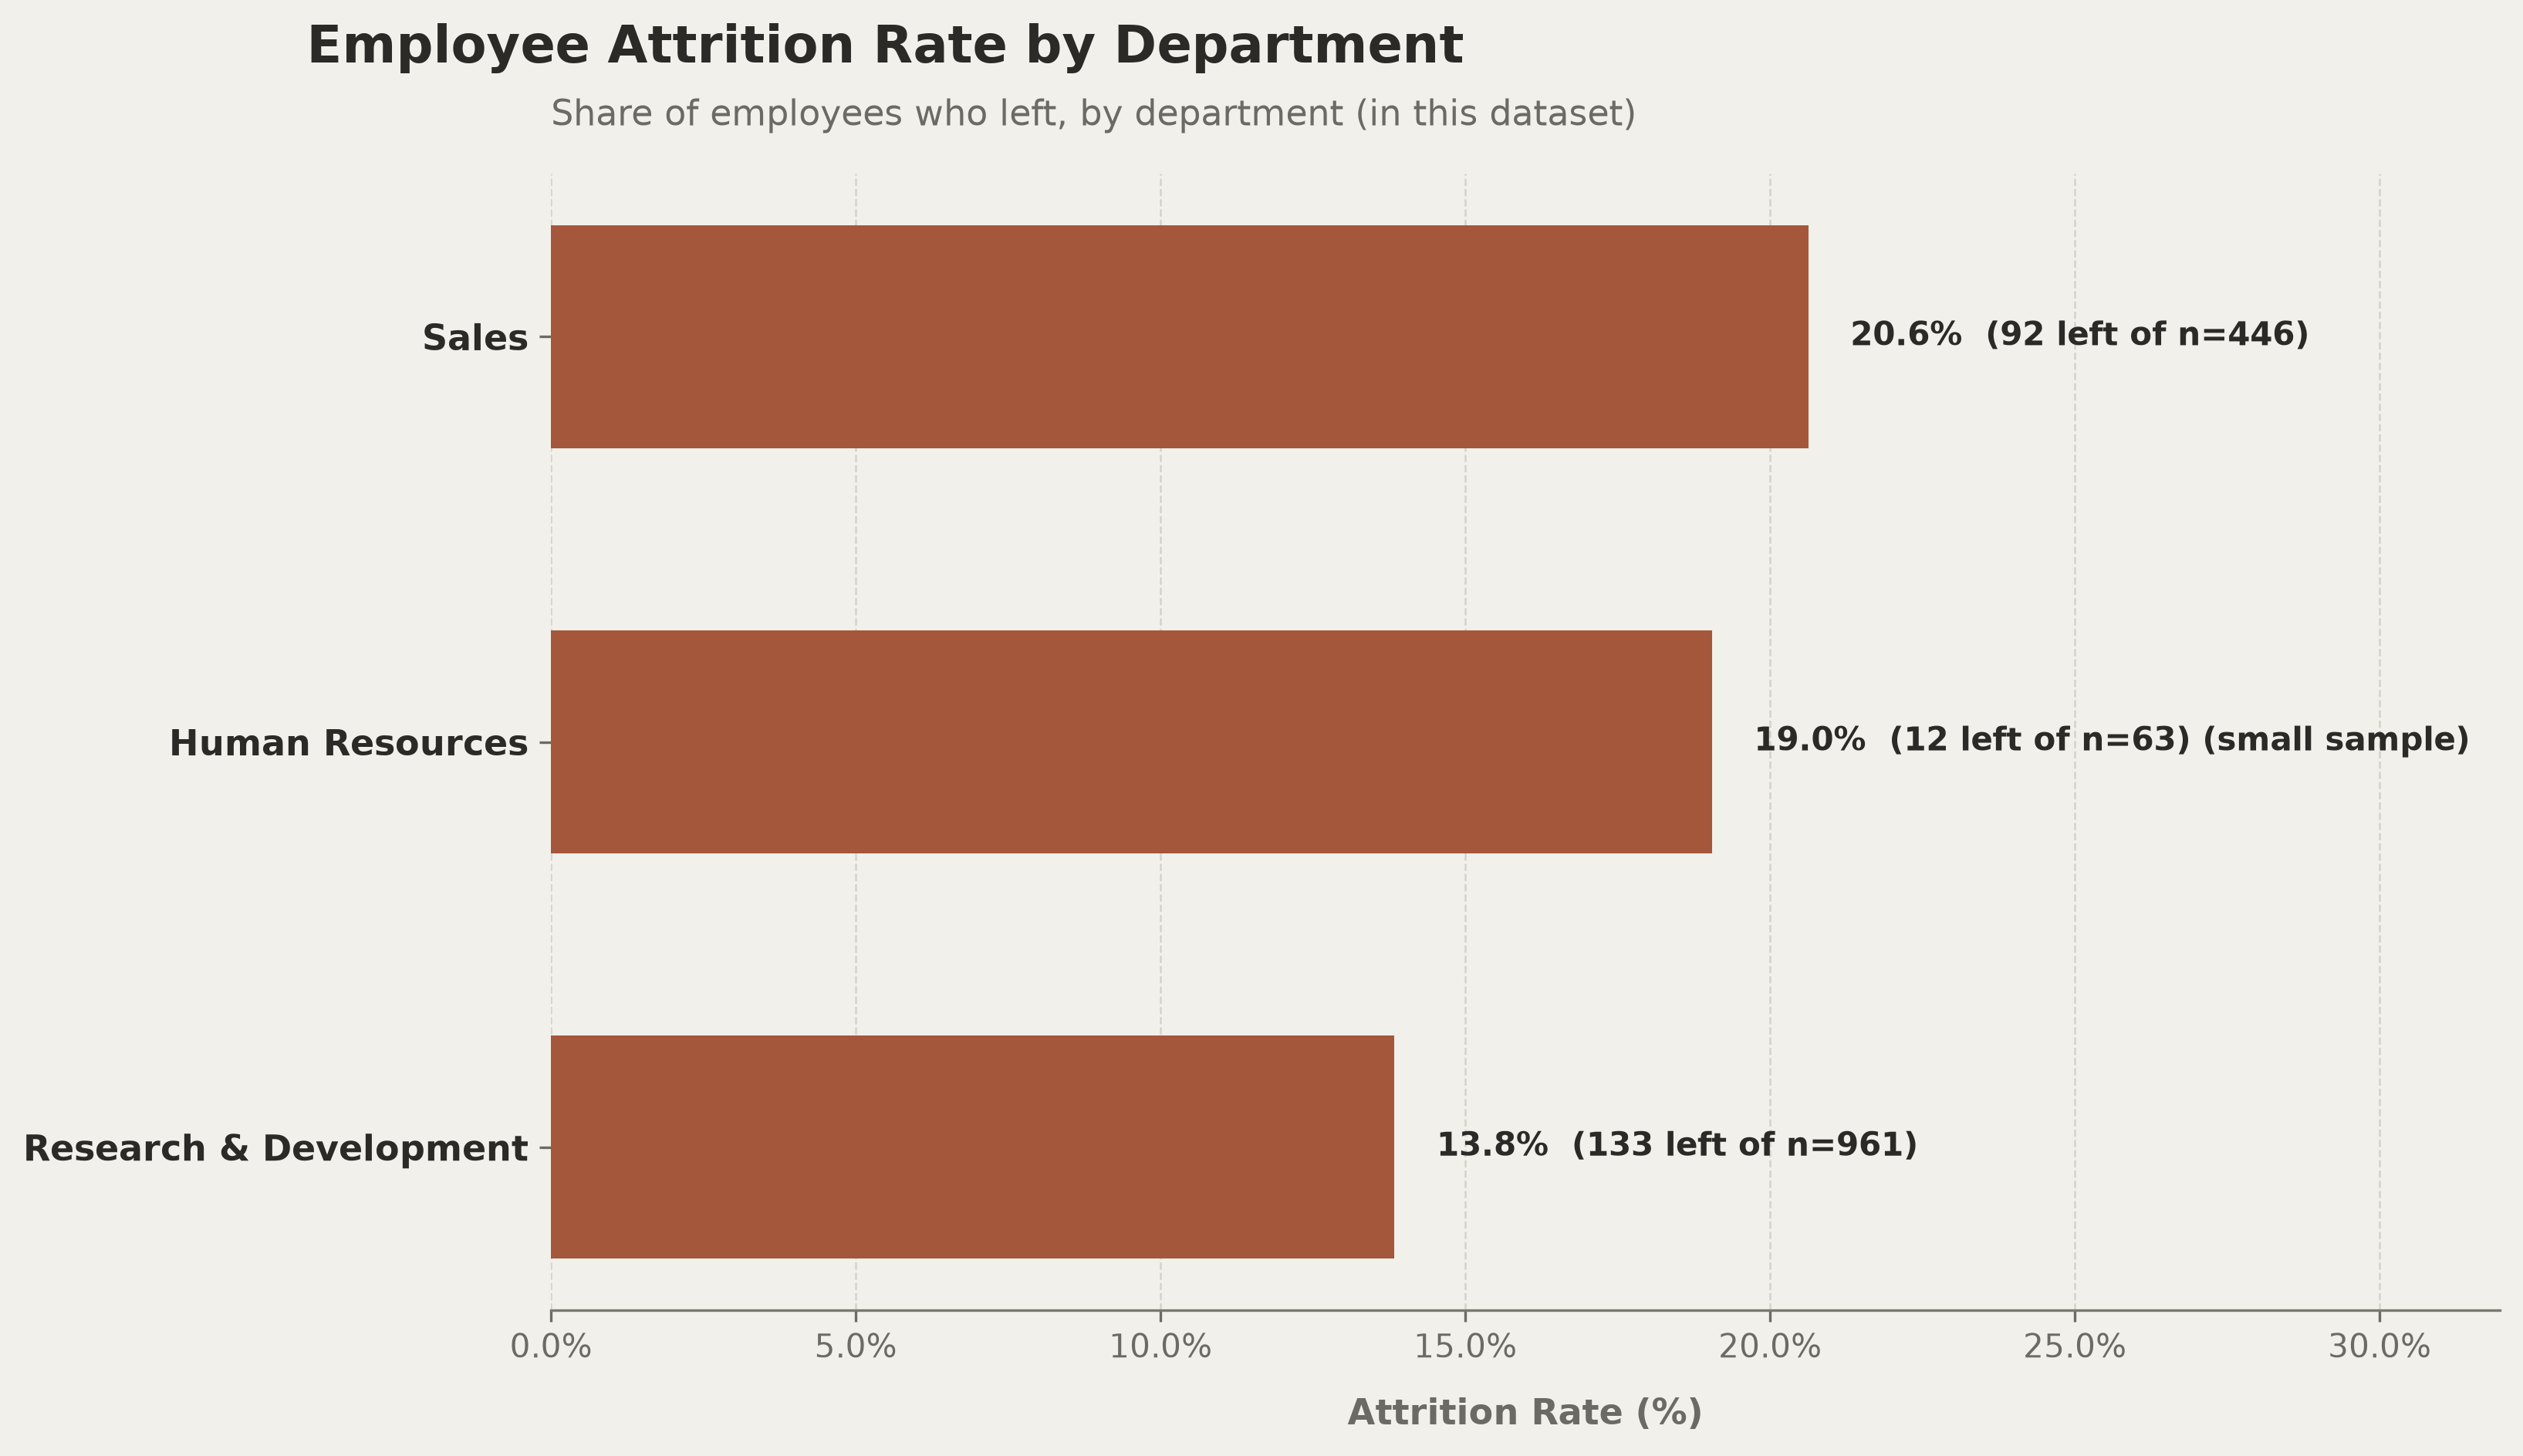 Employee Attrition Rate by Department
Share of employees who left, by department (in this dataset)
Sales
20.6% (92 left of n=446)
Human Resources
19.0% (12 left of n=63) (small sample)
Research & Development
13.8% (133 left of n=961)
0.0% 5.0% 10.0% 15.0% 20.0% 25.0% 30.0%
Attrition Rate (%)